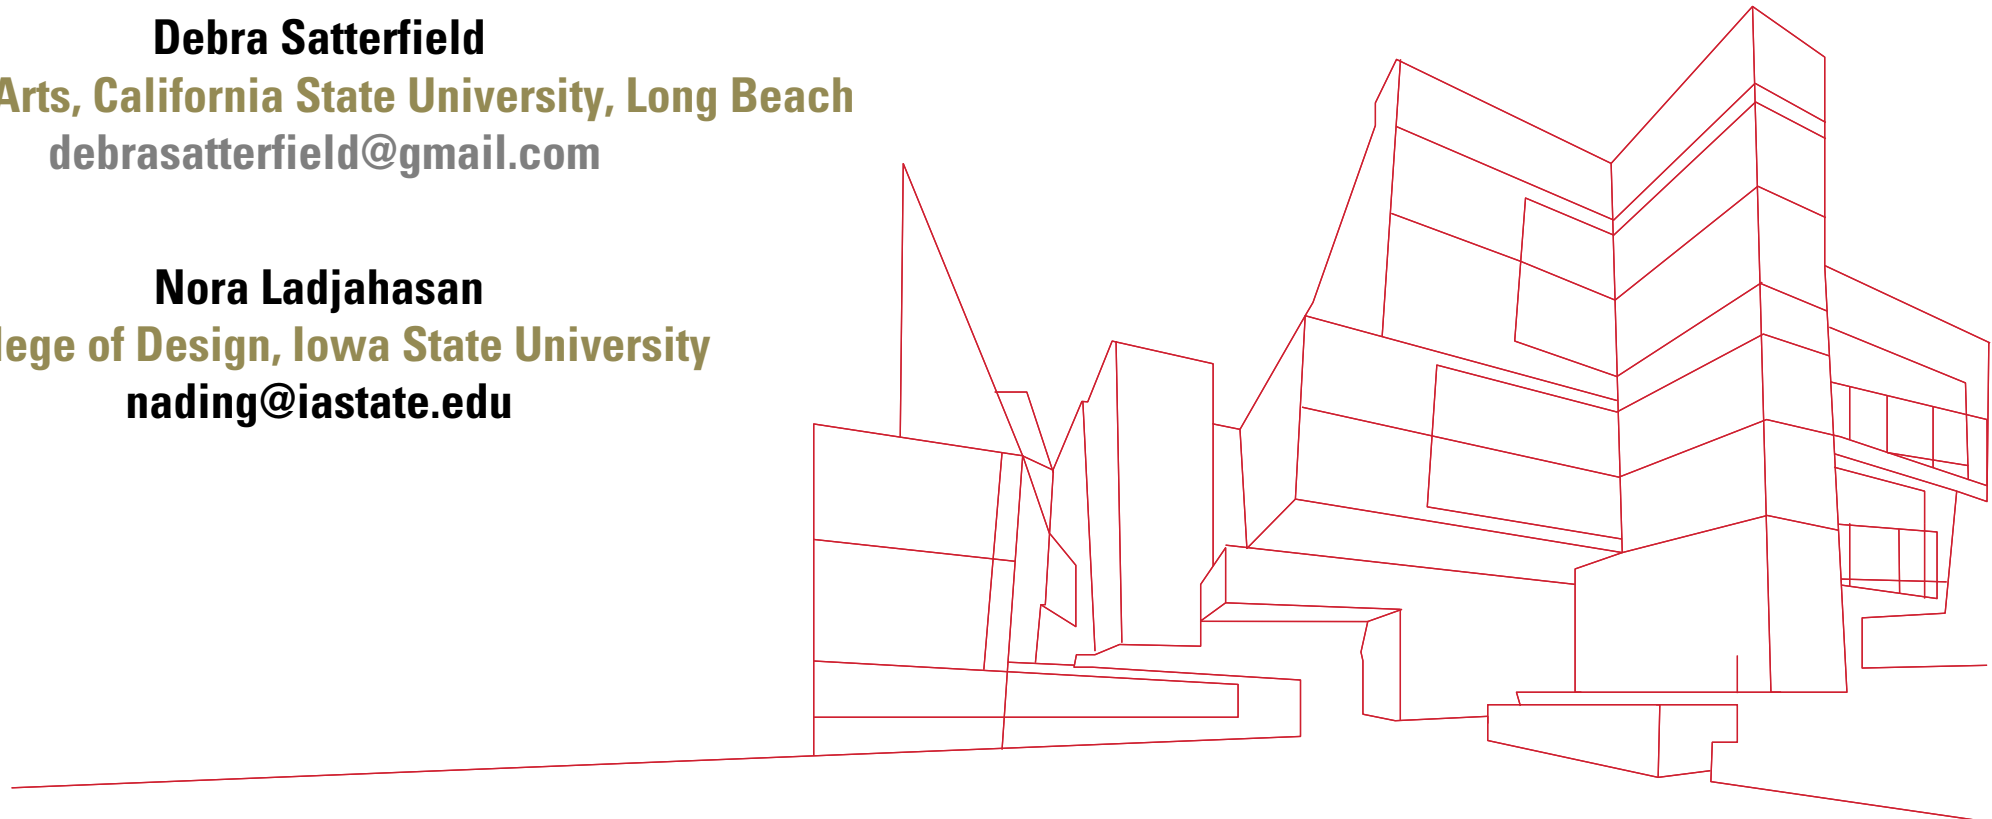 Debra Satterfield
Arts, California State University, Long Beach
debrasatterfield@gmail.com
Nora Ladjahasan
lege of Design, Iowa State University
nading@iastate.edu